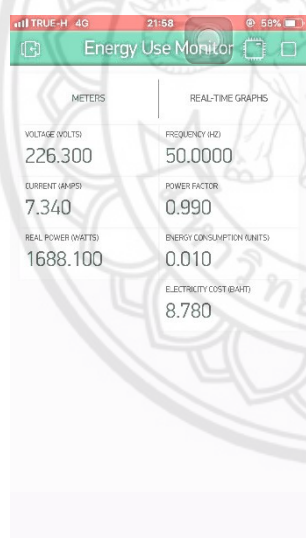 TRUE-H 4G 21:58 58%
Energy Use Monitor
METERS REAL-TIME GRAPHS
VOLTAGE (VOLTS) FREQUENCY (HZ)
226.300 50.0000
CURRENT (AMPS) POWER FACTOR
7.340 0.990
REAL POWER (WATTS) ENERGY CONSUMPTION (UNITS)
1688.100 0.010
ELECTRICITY COST (BAHT)
8.780